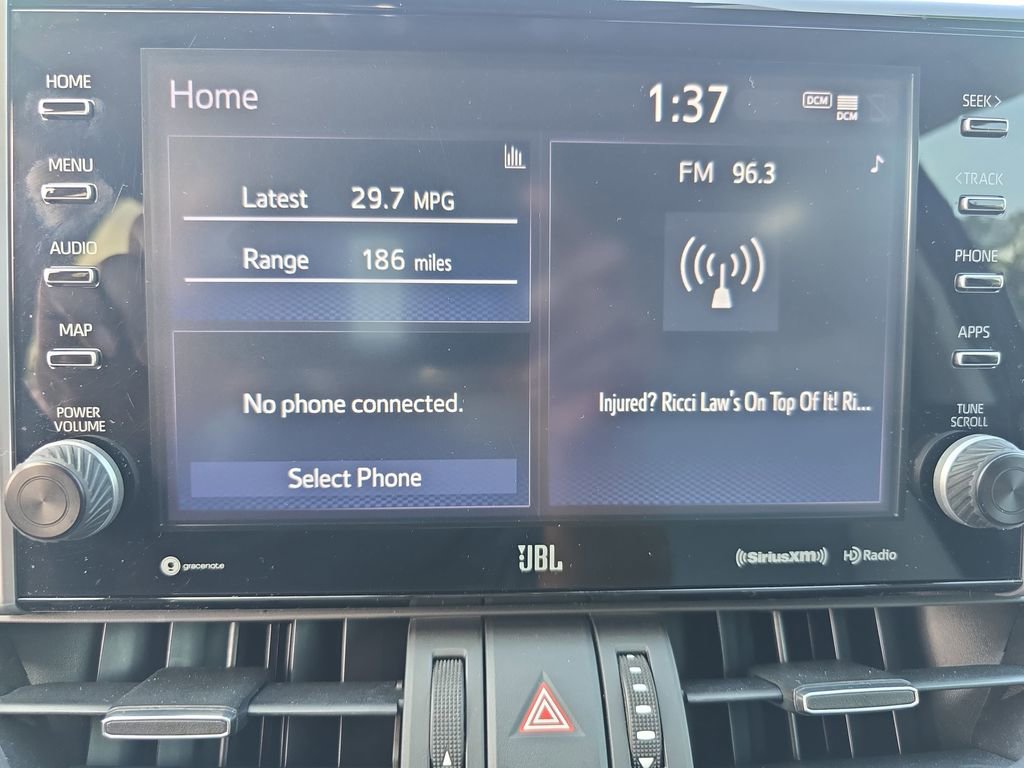 HOME
MENU
AUDIO
MAP
POWER
VOLUME
Home
1:37
DCM
DCM
Latest 29.7 MPG
Range 186 miles
No phone connected.
Select Phone
FM 96.3
Injured? Ricci Law's On Top Of It! Ri...
SEEK >
< TRACK
PHONE
APPS
TUNE
SCROLL
gracenote
JBL
((SiriusXM))
HD Radio